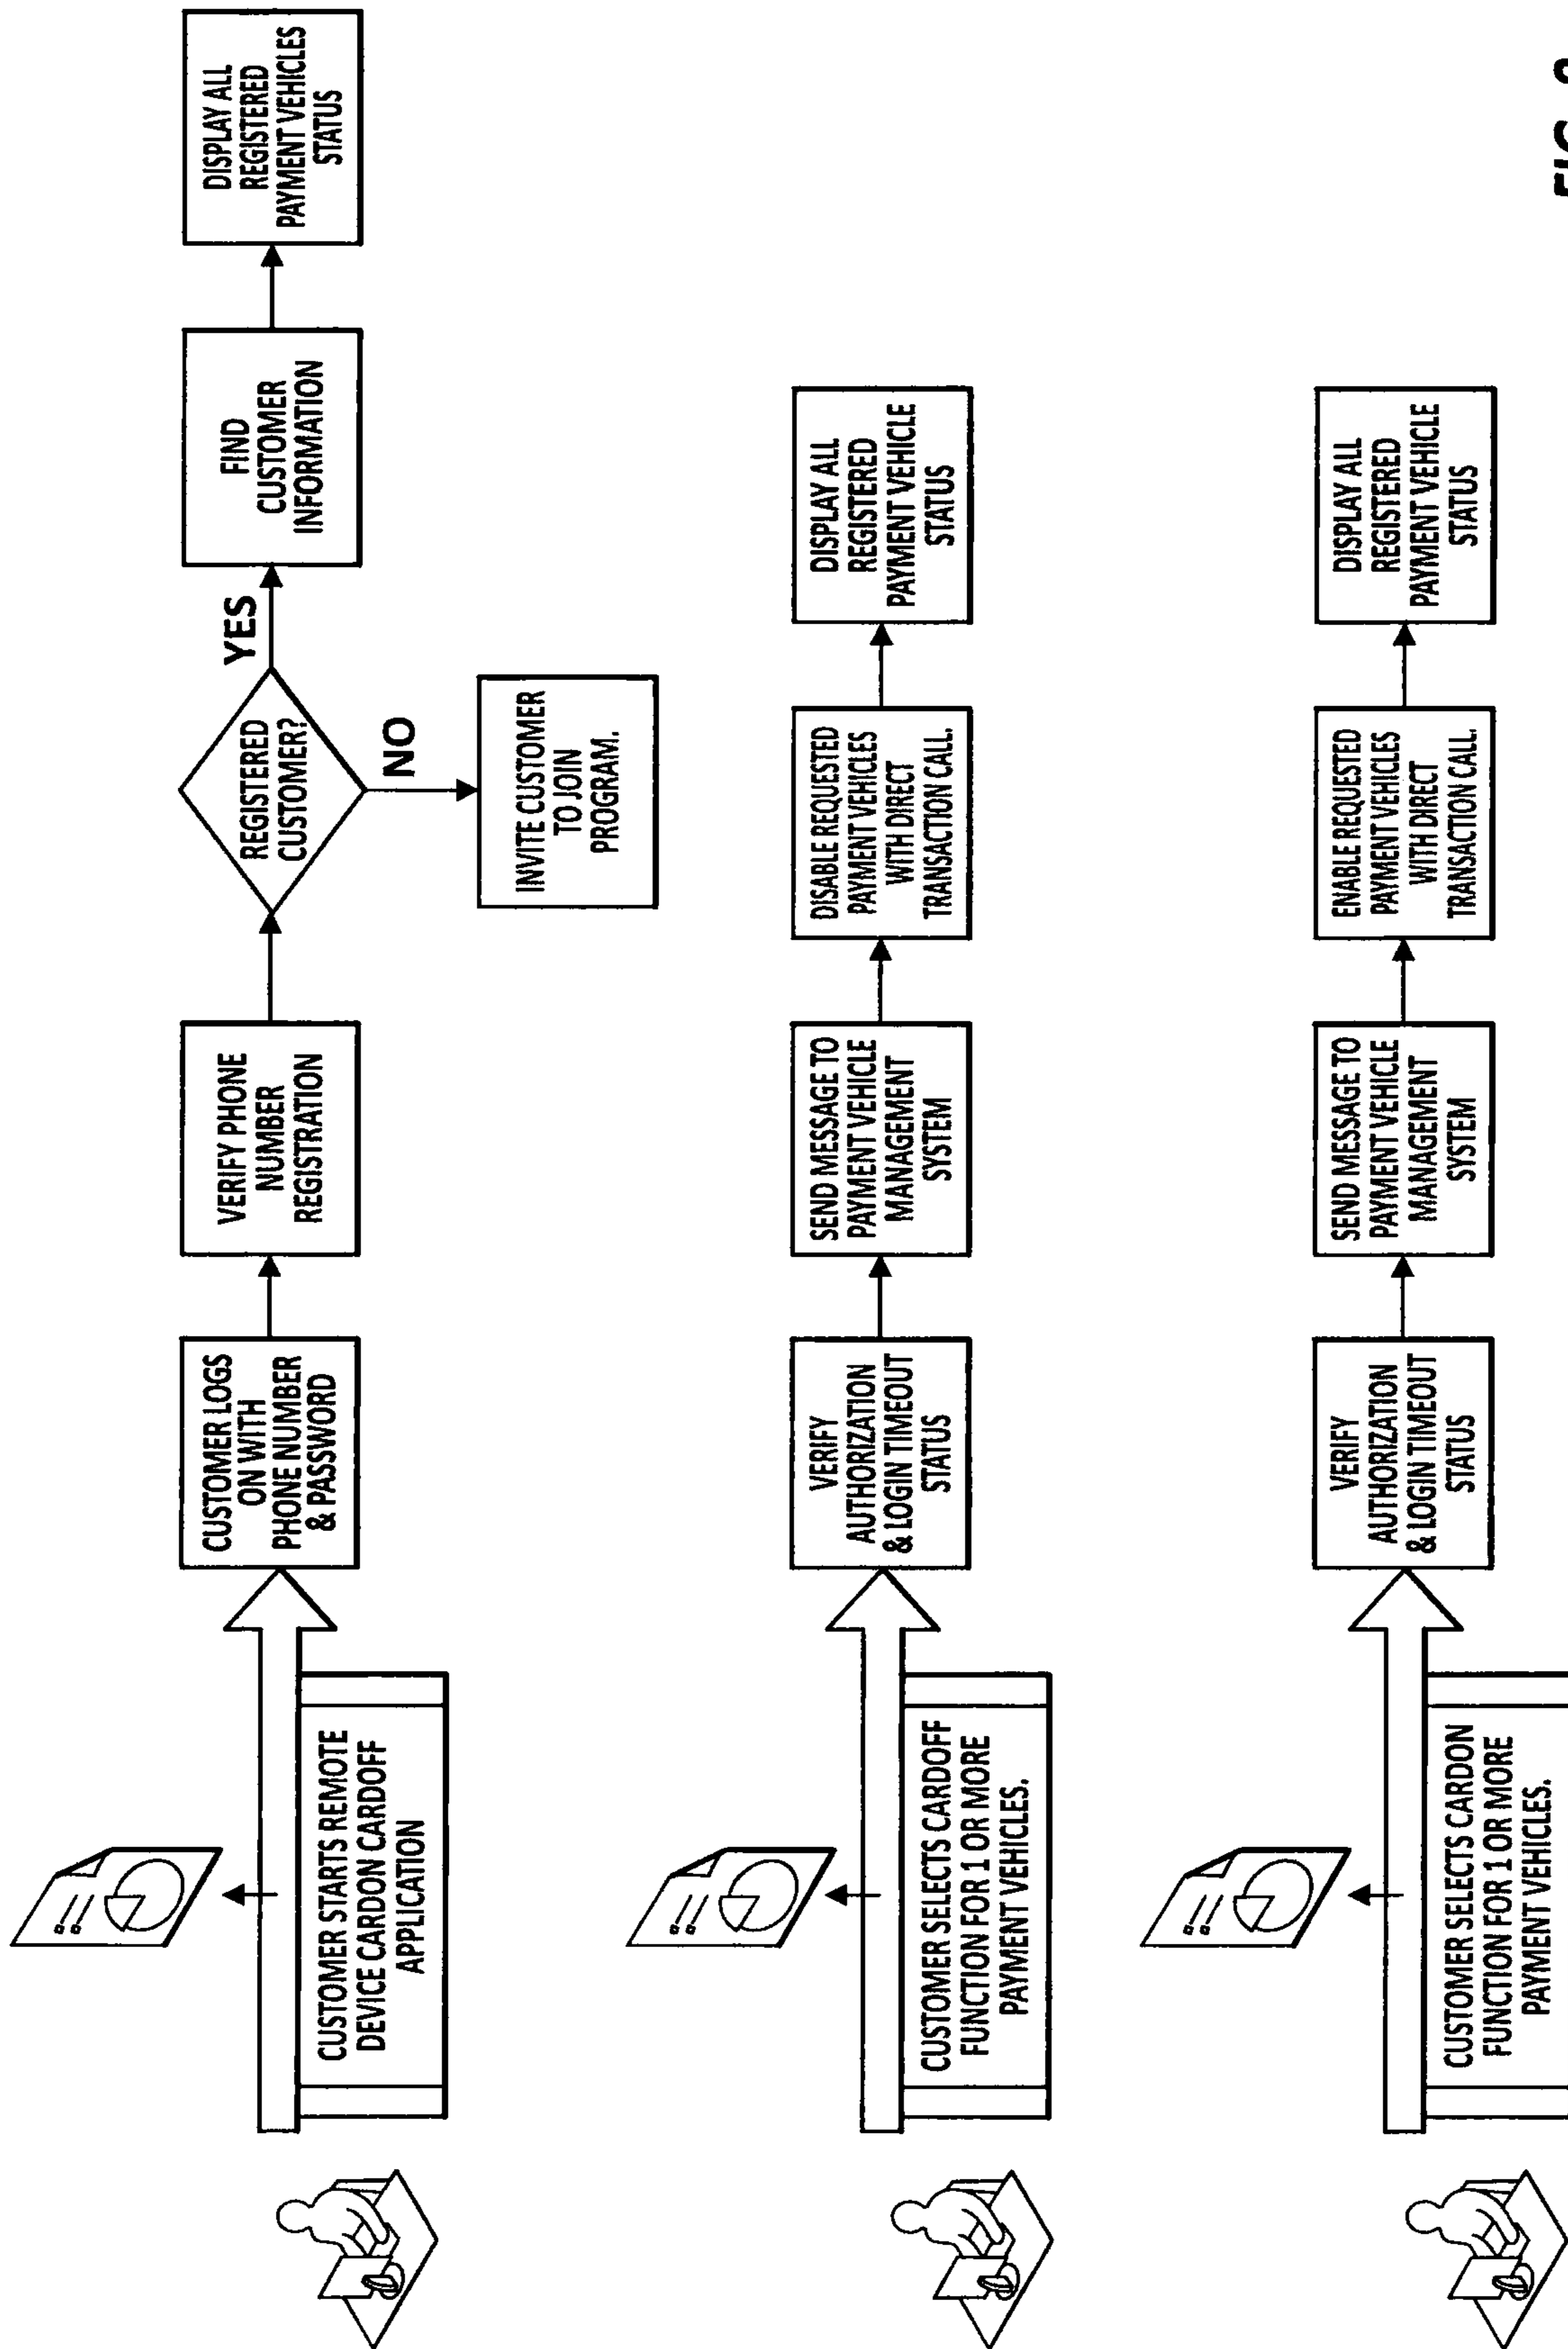 CUSTOMER STARTS REMOTE
DEVICE CARDON CARDOFF
APPLICATION
CUSTOMER LOGS
ON WITH
PHONE NUMBER
& PASSWORD
VERIFY PHONE
NUMBER
REGISTRATION
REGISTERED
CUSTOMER?
YES
NO
INVITE CUSTOMER
TO JOIN
PROGRAM.
FIND
CUSTOMER
INFORMATION
DISPLAY ALL
REGISTERED
PAYMENT VEHICLES
STATUS
CUSTOMER SELECTS CARDOFF
FUNCTION FOR 1 OR MORE
PAYMENT VEHICLES.
VERIFY
AUTHORIZATION
& LOGIN TIMEOUT
STATUS
SEND MESSAGE TO
PAYMENT VEHICLE
MANAGEMENT
SYSTEM
DISABLE REQUESTED
PAYMENT VEHICLES
WITH DIRECT
TRANSACTION CALL.
DISPLAY ALL
REGISTERED
PAYMENT VEHICLE
STATUS
CUSTOMER SELECTS CARDON
FUNCTION FOR 1 OR MORE
PAYMENT VEHICLES.
VERIFY
AUTHORIZATION
& LOGIN TIMEOUT
STATUS
SEND MESSAGE TO
PAYMENT VEHICLE
MANAGEMENT
SYSTEM
ENABLE REQUESTED
PAYMENT VEHICLES
WITH DIRECT
TRANSACTION CALL.
DISPLAY ALL
REGISTERED
PAYMENT VEHICLE
STATUS
FIG.